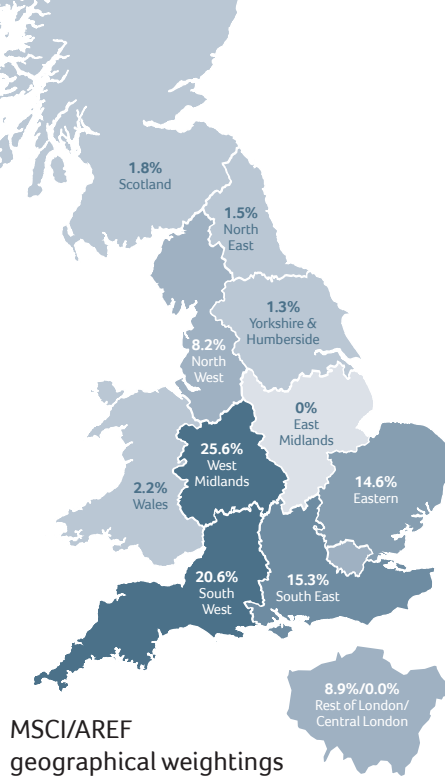 1.8%
Scotland
1.5%
North
East
1.3%
Yorkshire &
Humberside
8.2%
North
West
0%
East
Midlands
25.6%
West
Midlands
2.2%
Wales
14.6%
Eastern
20.6%
South
West
15.3%
South East
8.9%/0.0%
Rest of London/
Central London
MSCI/AREF
geographical weightings